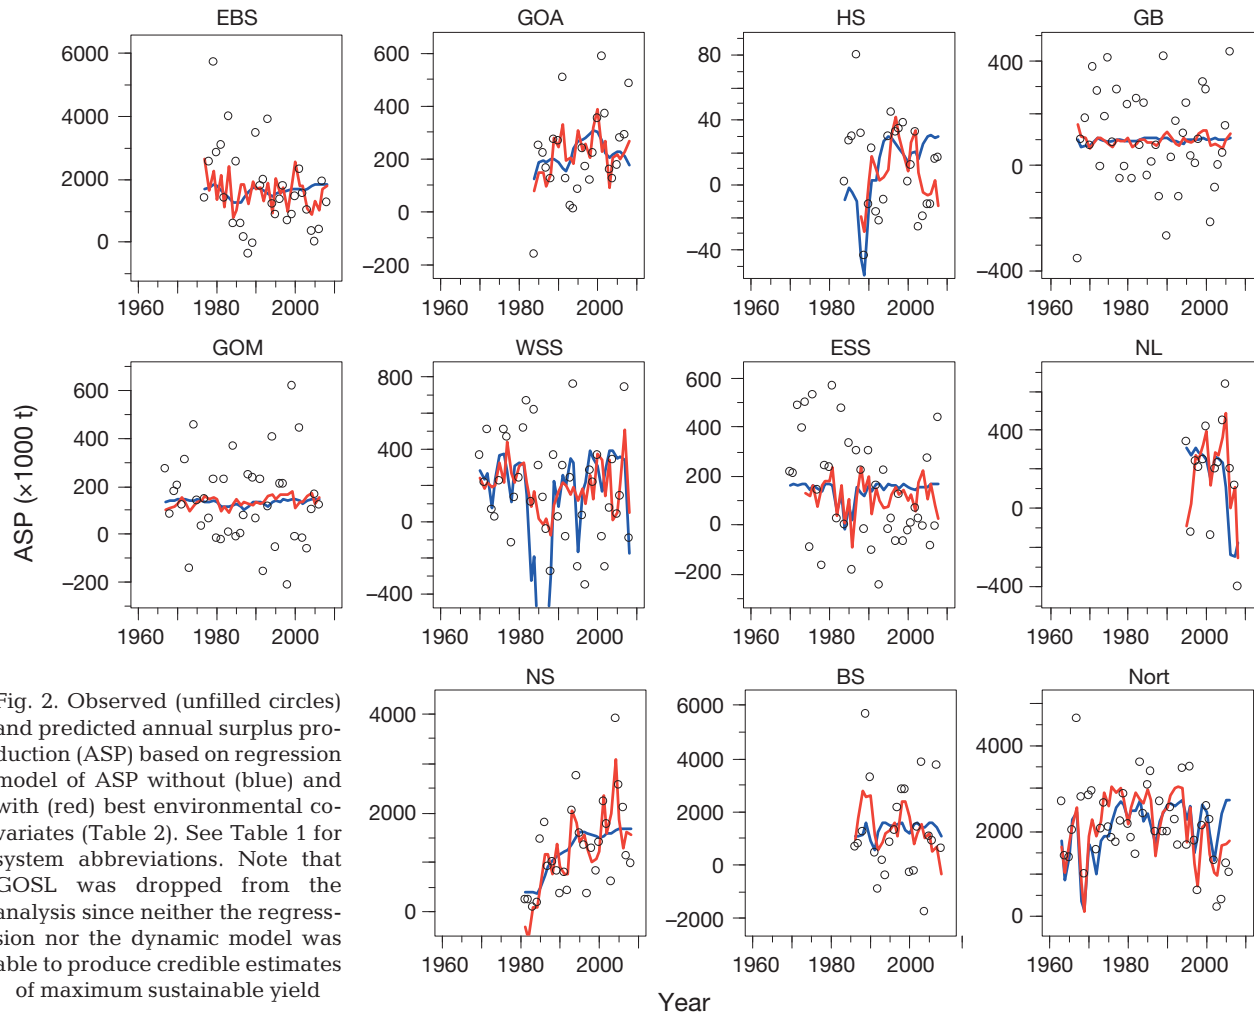 EBS GOA HS GB
6000 600 80 400
4000 400 40
2000 200 0 0
0 0 −40
−200 −400
1960 1980 2000 1960 1980 2000 1960 1980 2000 1960 1980 2000
GOM WSS ESS NL
ASP (×1000 t)
600 800 600 400
400 400 400
200 200 0
0 0 0
−200 −400 −200 −400
1960 1980 2000 1960 1980 2000 1960 1980 2000 1960 1980 2000
NS BS Nort
4000 6000 4000
4000
2000 2000 2000
0 0
0 −2000
1960 1980 2000 1960 1980 2000 1960 1980 2000
Year
Fig. 2. Observed (unfilled circles)
and predicted annual surplus pro-
duction (ASP) based on regression
model of ASP without (blue) and
with (red) best environmental co-
variates (Table 2). See Table 1 for
system abbreviations. Note that
GOSL was dropped from the
analysis since neither the regress-
sion nor the dynamic model was
able to produce credible estimates
of maximum sustainable yield